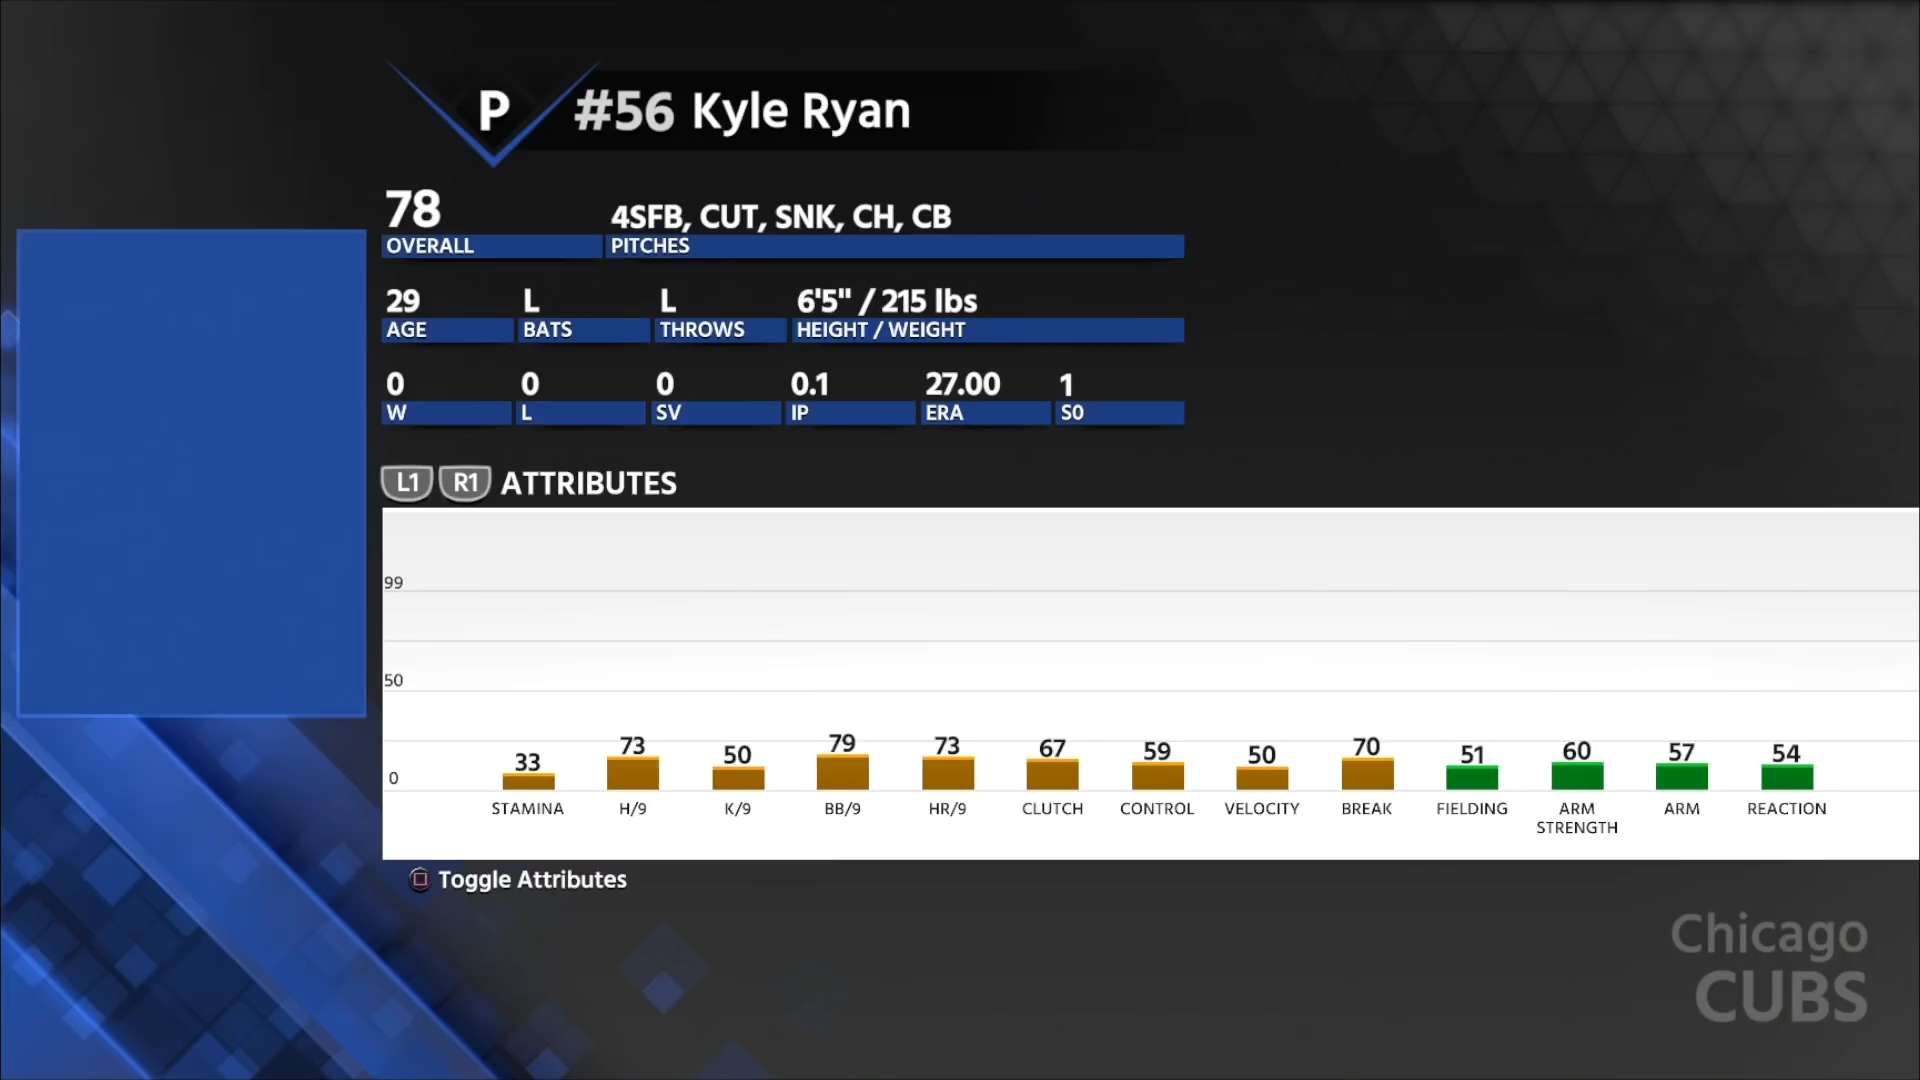 P #56 Kyle Ryan
78 4SFB, CUT, SNK, CH, CB
OVERALL PITCHES
29 L L 6'5" / 215 lbs
AGE BATS THROWS HEIGHT / WEIGHT
0 0 0 0.1 27.00 1
W L SV IP ERA SO
L1 R1 ATTRIBUTES
99
50
0
33 73 50 79 73 67 59 50 70 51 60 57 54
STAMINA H/9 K/9 BB/9 HR/9 CLUTCH CONTROL VELOCITY BREAK FIELDING ARM STRENGTH ARM REACTION
Toggle Attributes
Chicago
CUBS